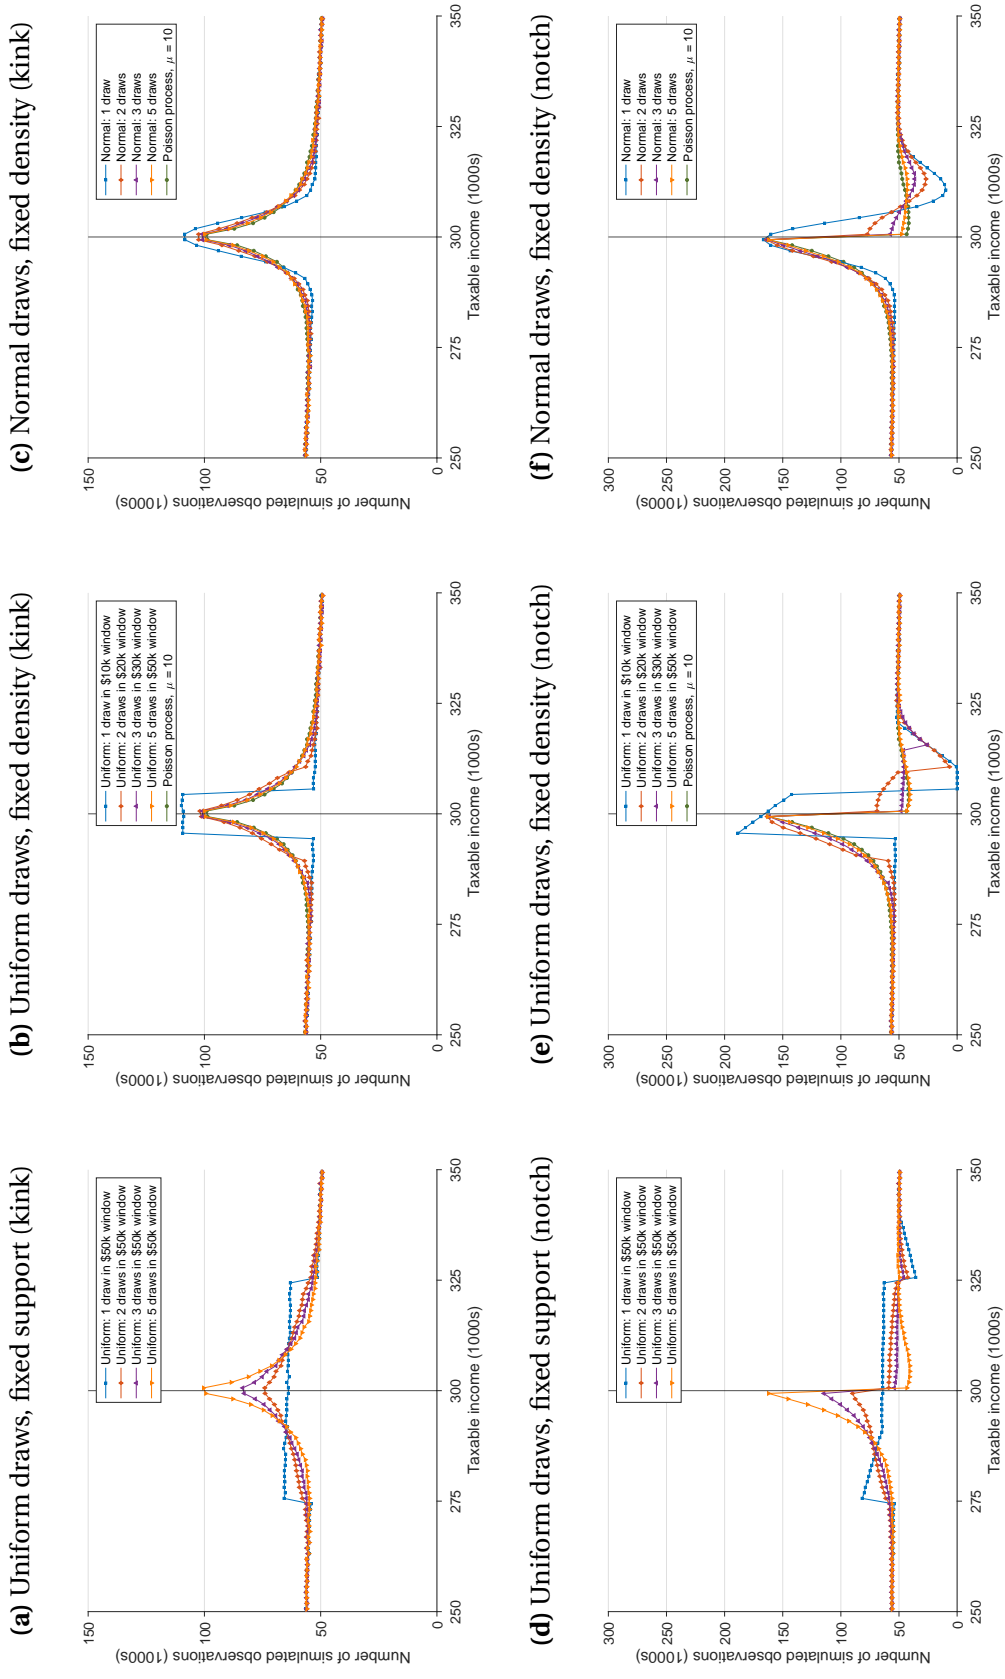 (a) Uniform draws, fixed support (kink)
Number of simulated observations (1000s)
150
100
50
0
Uniform: 1 draw in $50k window
Uniform: 2 draws in $50k window
Uniform: 3 draws in $50k window
Uniform: 5 draws in $50k window
250 275 300 325 350
Taxable income (1000s)
(b) Uniform draws, fixed density (kink)
Number of simulated observations (1000s)
150
100
50
0
Uniform: 1 draw in $10k window
Uniform: 2 draws in $20k window
Uniform: 3 draws in $30k window
Uniform: 5 draws in $50k window
Poisson process, μ = 10
250 275 300 325 350
Taxable income (1000s)
(c) Normal draws, fixed density (kink)
Number of simulated observations (1000s)
150
100
50
0
Normal: 1 draw
Normal: 2 draws
Normal: 3 draws
Normal: 5 draws
Poisson process, μ = 10
250 275 300 325 350
Taxable income (1000s)
(d) Uniform draws, fixed support (notch)
Number of simulated observations (1000s)
300
250
200
150
100
50
0
Uniform: 1 draw in $50k window
Uniform: 2 draws in $50k window
Uniform: 3 draws in $50k window
Uniform: 5 draws in $50k window
250 275 300 325 350
Taxable income (1000s)
(e) Uniform draws, fixed density (notch)
Number of simulated observations (1000s)
300
250
200
150
100
50
0
Uniform: 1 draw in $10k window
Uniform: 2 draws in $20k window
Uniform: 3 draws in $30k window
Uniform: 5 draws in $50k window
Poisson process, μ = 10
250 275 300 325 350
Taxable income (1000s)
(f) Normal draws, fixed density (notch)
Number of simulated observations (1000s)
300
250
200
150
100
50
0
Normal: 1 draw
Normal: 2 draws
Normal: 3 draws
Normal: 5 draws
Poisson process, μ = 10
250 275 300 325 350
Taxable income (1000s)